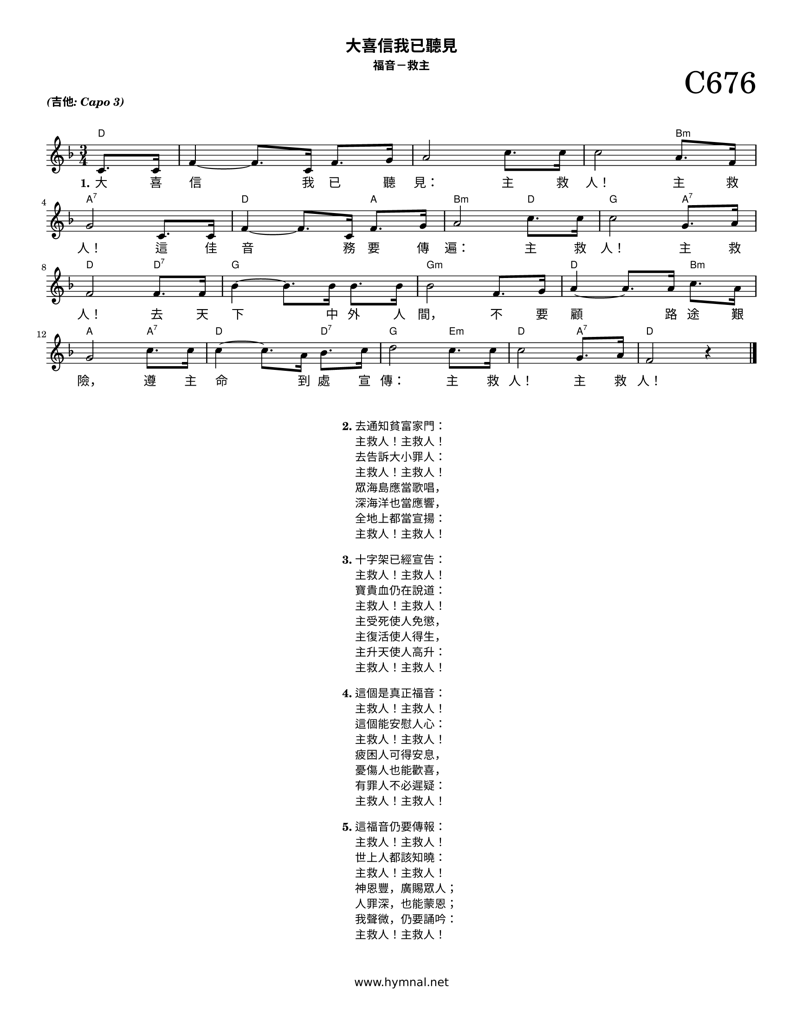 大喜信我已聽見
福音－救主
C676
(吉他: Capo 3)
D Bm
1. 大 喜 信 我 已 聽 見： 主 救 人！ 主 救
4 A7 D A Bm D G A7
人！ 這 佳 音 務 要 傳 遍： 主 救 人！ 主 救
8 D D7 G Gm D Bm
人！ 去 天 下 中 外 人 間， 不 要 顧 路 途 艱
12 A A7 D D7 G Em D A7 D
險， 遵 主 命 到 處 宣 傳： 主 救 人！ 主 救 人！
2. 去通知貧富家門：
主救人！主救人！
去告訴大小罪人：
主救人！主救人！
眾海島應當歌唱，
深海洋也當應響，
全地上都當宣揚：
主救人！主救人！
3. 十字架已經宣告：
主救人！主救人！
寶貴血仍在說道：
主救人！主救人！
主受死使人免懲，
主復活使人得生，
主升天使人高升：
主救人！主救人！
4. 這個是真正福音：
主救人！主救人！
這個能安慰人心：
主救人！主救人！
疲困人可得安息，
憂傷人也能歡喜，
有罪人不必遲疑：
主救人！主救人！
5. 這福音仍要傳報：
主救人！主救人！
世上人都該知曉：
主救人！主救人！
神恩豐，廣賜眾人；
人罪深，也能蒙恩；
我聲微，仍要誦吟：
主救人！主救人！
www.hymnal.net